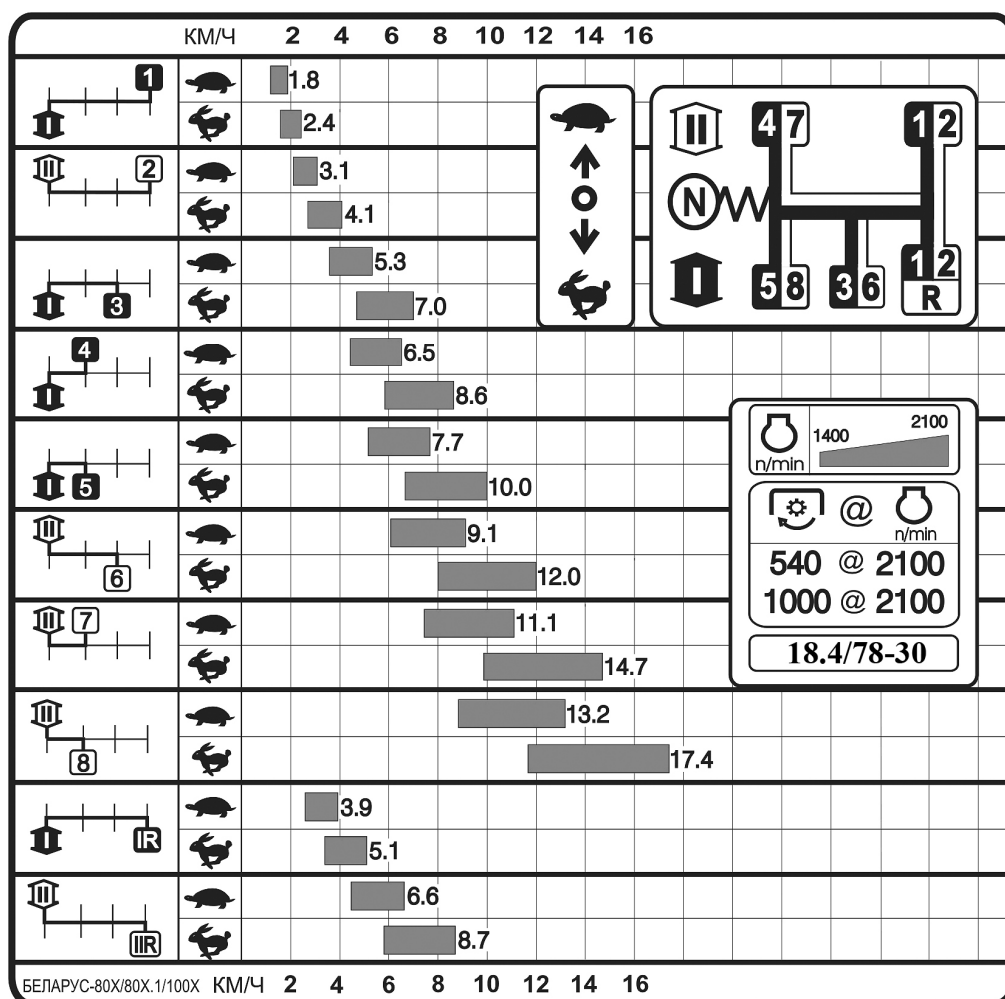 КМ/Ч 2 4 6 8 10 12 14 16
1
I
1.8
2.4
II 2
3.1
4.1
I 3
5.3
7.0
4
I
6.5
8.6
I 5
7.7
10.0
II
6
9.1
12.0
II 7
11.1
14.7
II
8
13.2
17.4
I IR
3.9
5.1
II
IIR
6.6
8.7
БЕЛАРУС-80Х/80Х.1/100Х КМ/Ч 2 4 6 8 10 12 14 16
II 4 7 1 2
N
I 5 8 3 6 1 2
R
1400 2100
n/min
@
n/min
540 @ 2100
1000 @ 2100
18.4/78-30